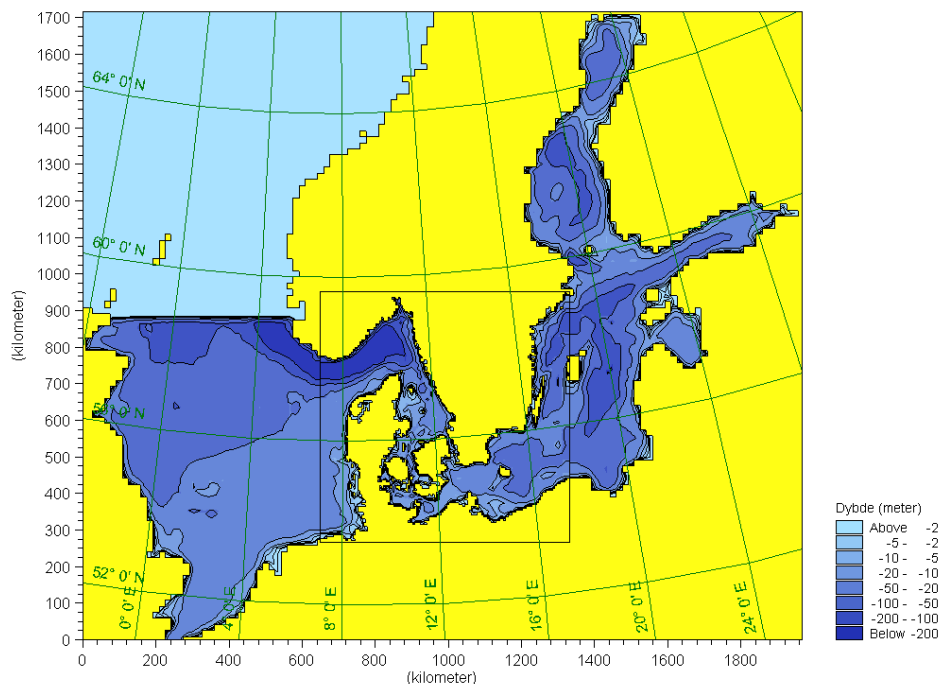 1700
1600
1500
1400
1300
1200
1100
1000
900
800
700
600
500
400
300
200
100
0
(kilometer)
64° 0' N
60° 0' N
52° 0' N
0° 0' E
8° 0' E
12° 0' E
16° 0' E
20° 0' E
24° 0' E
0 200 400 600 800 1000 1200 1400 1600 1800
(kilometer)
Dybde (meter)
Above -2
-5 - -2
-10 - -5
-20 - -10
-50 - -20
-100 - -50
-200 - -100
Below -200